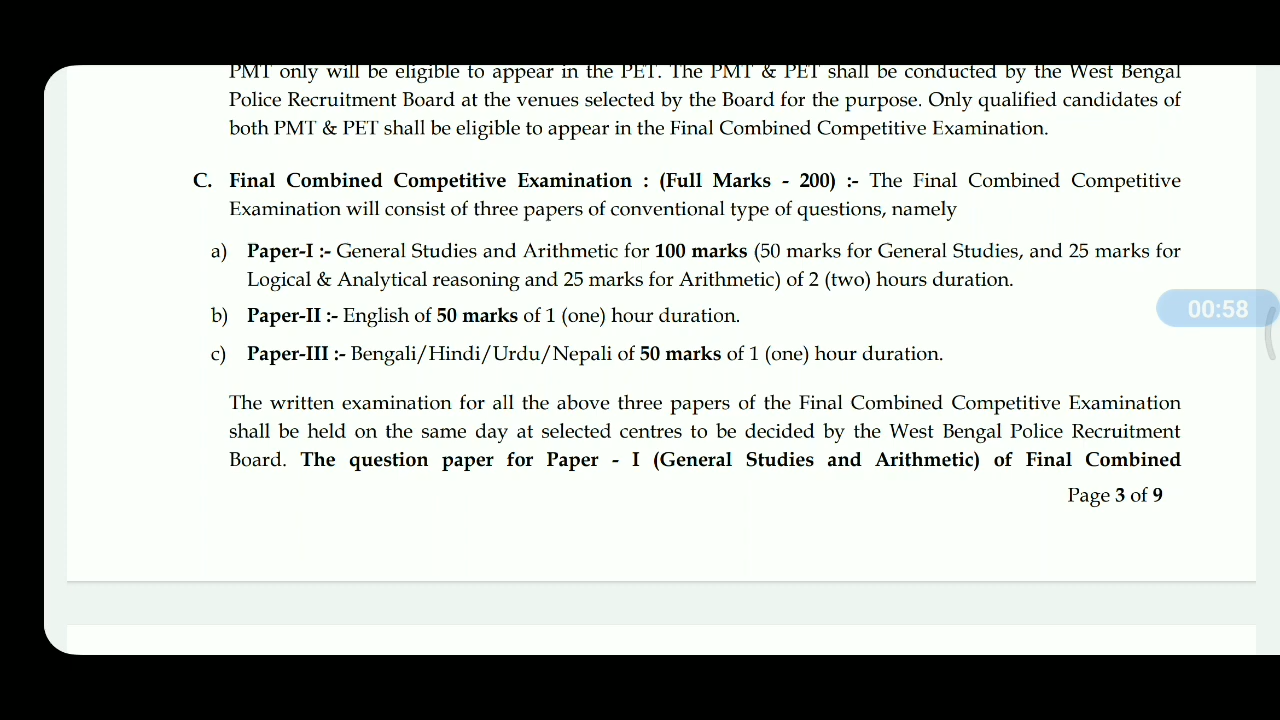 PMT only will be eligible to appear in the PET. The PMT & PET shall be conducted by the West Bengal
Police Recruitment Board at the venues selected by the Board for the purpose. Only qualified candidates of
both PMT & PET shall be eligible to appear in the Final Combined Competitive Examination.
C. Final Combined Competitive Examination : (Full Marks - 200) :- The Final Combined Competitive
Examination will consist of three papers of conventional type of questions, namely
a) Paper-I :- General Studies and Arithmetic for 100 marks (50 marks for General Studies, and 25 marks for
Logical & Analytical reasoning and 25 marks for Arithmetic) of 2 (two) hours duration.
b) Paper-II :- English of 50 marks of 1 (one) hour duration.
00:58
c) Paper-III :- Bengali/Hindi/Urdu/Nepali of 50 marks of 1 (one) hour duration.
The written examination for all the above three papers of the Final Combined Competitive Examination
shall be held on the same day at selected centres to be decided by the West Bengal Police Recruitment
Board. The question paper for Paper - I (General Studies and Arithmetic) of Final Combined
Page 3 of 9